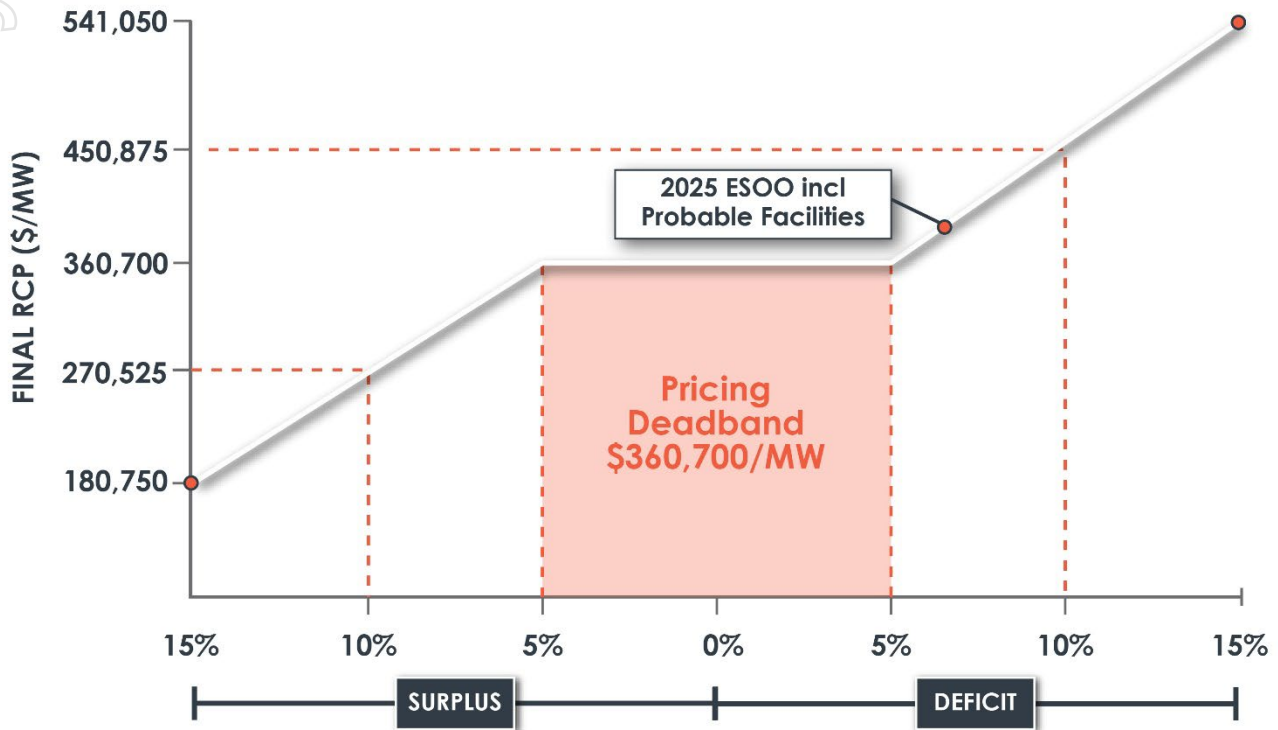 541,050
450,875
360,700
270,525
180,750
FINAL RCP ($/MW)
2025 ESOO incl
Probable Facilities
Pricing
Deadband
$360,700/MW
15%
10%
5%
0%
5%
10%
15%
SURPLUS
DEFICIT